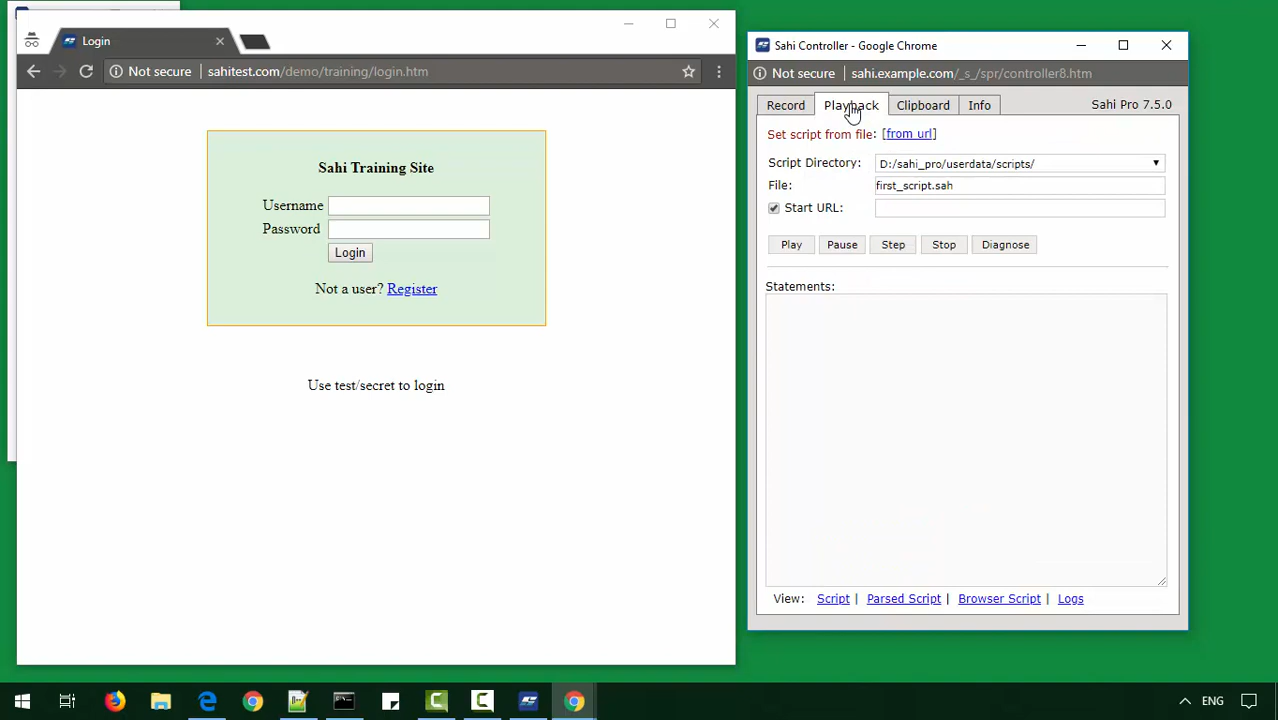 Login
Not secure sahitest.com/demo/training/login.htm
Sahi Training Site
Username
Password
Login
Not a user? Register
Use test/secret to login
Sahi Controller - Google Chrome
Not secure sahi.example.com/_s_/spr/controller8.htm
Record Playback Clipboard Info Sahi Pro 7.5.0
Set script from file: [from url]
Script Directory: D:/sahi_pro/userdata/scripts/
File: first_script.sah
Start URL:
Play Pause Step Stop Diagnose
Statements:
View: Script | Parsed Script | Browser Script | Logs
ENG